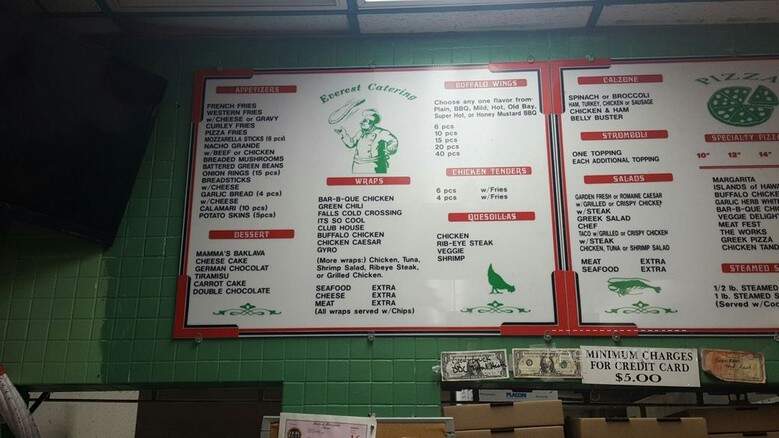 APPETIZERS
FRENCH FRIES
WESTERN FRIES
w/CHEESE or GRAVY
CURLEY FRIES
PIZZA FRIES
MOZZARELLA STICKS (6 pcs)
NACHO GRANDE
w/BEEF or CHICKEN
BREADED MUSHROOMS
BATTERED GREEN BEANS
ONION RINGS (15 pcs)
BREADSTICKS
w/CHEESE
GARLIC BREAD (4 pcs)
w/CHEESE
CALAMARI (10 pcs)
POTATO SKINS (5pcs)
DESSERT
MAMMA'S BAKLAVA
CHEESE CAKE
GERMAN CHOCOLAT
TIRAMISU
CARROT CAKE
DOUBLE CHOCOLATE
Everest Catering
WRAPS
BAR-B-QUE CHICKEN
GREEN CHILI
FALLS COLD CROSSING
ITS SO COOL
CLUB HOUSE
BUFFALO CHICKEN
CHICKEN CAESAR
GYRO
(More wraps:) Chicken, Tuna,
Shrimp Salad, Ribeye Steak,
or Grilled Chicken.
SEAFOOD EXTRA
CHEESE EXTRA
MEAT EXTRA
(All wraps served w/Chips)
BUFFALO WINGS
Choose any one flavor from:
Plain, BBQ, Mild, Hot, Old Bay,
Super Hot, or Honey Mustard BBQ
6 pcs
10 pcs
15 pcs
20 pcs
40 pcs
CHICKEN TENDERS
6 pcs w/Fries
4 pcs w/Fries
QUESDILLAS
CHICKEN
RIB-EYE STEAK
VEGGIE
SHRIMP
CALZONE
SPINACH or BROCCOLI
HAM, TURKEY, CHICKEN or SAUSAGE
CHICKEN & HAM
BELLY BUSTER
STROMBOLI
ONE TOPPING
EACH ADDITIONAL TOPPING
SALADS
GARDEN FRESH or ROMAINE CAESAR
w/GRILLED or CRISPY CHICKEN
w/STEAK
GREEK SALAD
CHEF
TACO w/GRILLED or CRISPY CHICKEN
w/STEAK
CHICKEN, TUNA or SHRIMP SALAD
MEAT EXTRA
SEAFOOD EXTRA
PIZZA
SPECIALTY PIZZ
10" 12" 14"
MARGARITA
ISLANDS of HAWA
BUFFALO CHICKE
GARLIC HERB WHIT
BAR-B-QUE CHIC
VEGGIE DELIGH
MEAT FEST
THE WORKS
GREEK PIZZA
CHICKEN TAND
STEAMED S
1/2 lb. STEAMED
1 lb. STEAMED S
(Served w/Coc
MINIMUM CHARGES
FOR CREDIT CARD
$5.00